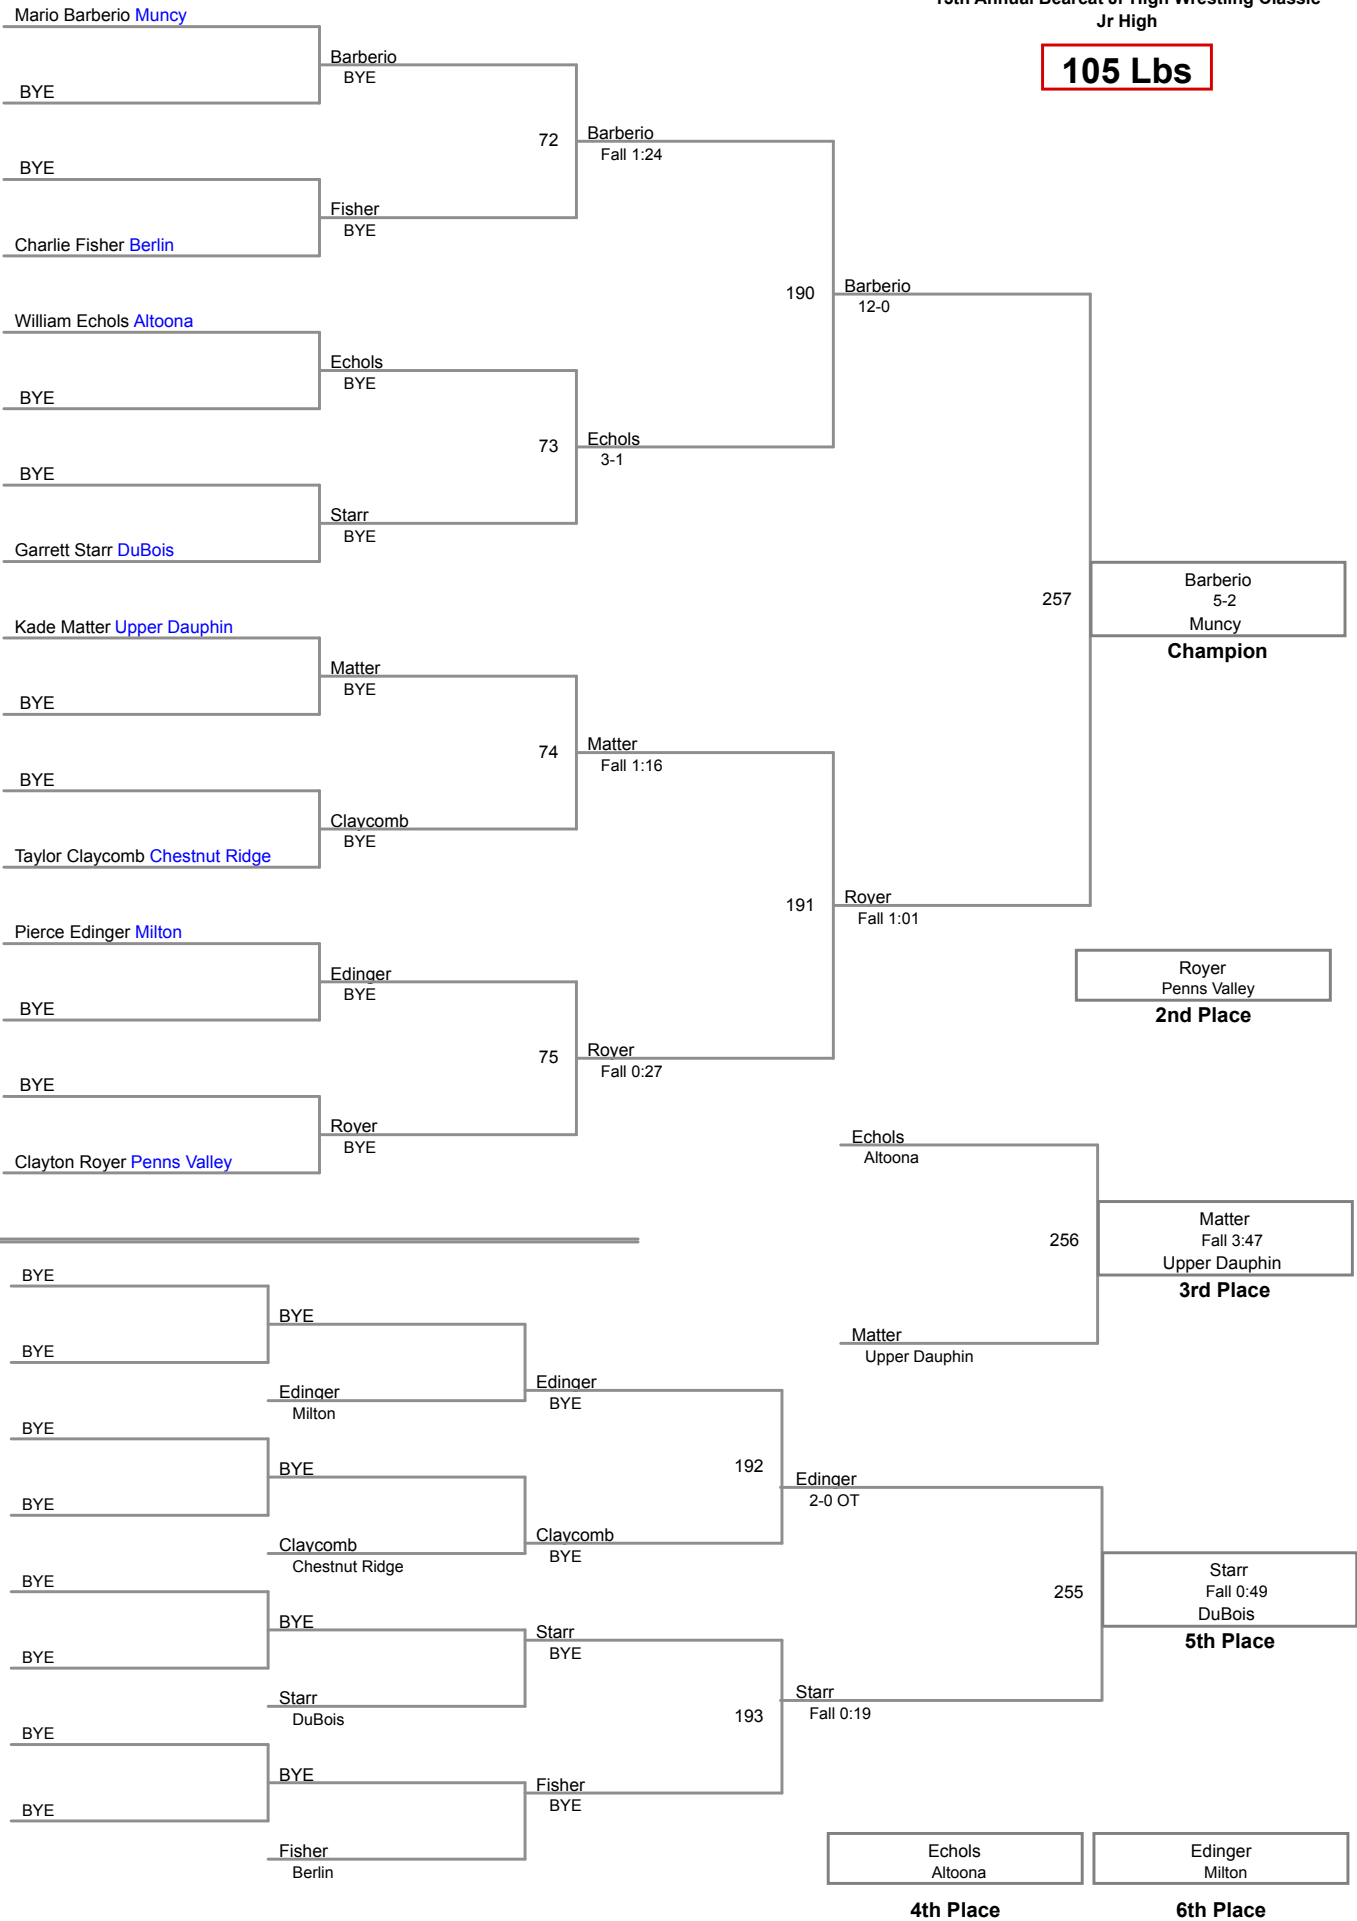 15th Annual Bearcat Jr High Wrestling Classic
Jr High
105 Lbs
Mario Barberio Muncy
Barberio
BYE
BYE
72
Barberio
Fall 1:24
BYE
Fisher
BYE
Charlie Fisher Berlin
190
Barberio
12-0
William Echols Altoona
Echols
BYE
BYE
73
Echols
3-1
BYE
Starr
BYE
Garrett Starr DuBois
257
Barberio
5-2
Muncy
Champion
Kade Matter Upper Dauphin
Matter
BYE
BYE
74
Matter
Fall 1:16
BYE
Claycomb
BYE
Taylor Claycomb Chestnut Ridge
191
Royer
Fall 1:01
Pierce Edinger Milton
Edinger
BYE
BYE
Royer
Penns Valley
2nd Place
75
Royer
Fall 0:27
BYE
Royer
BYE
Clayton Royer Penns Valley
Echols
Altoona
256
Matter
Fall 3:47
Upper Dauphin
3rd Place
Matter
Upper Dauphin
BYE
BYE
BYE
Edinger
Milton
Edinger
BYE
BYE
BYE
BYE
192
Edinger
2-0 OT
Claycomb
Chestnut Ridge
Claycomb
BYE
BYE
BYE
BYE
255
Starr
Fall 0:49
DuBois
5th Place
Starr
BYE
Starr
DuBois
193
Starr
Fall 0:19
BYE
BYE
BYE
Fisher
BYE
Fisher
Berlin
Echols
Altoona
4th Place
Edinger
Milton
6th Place